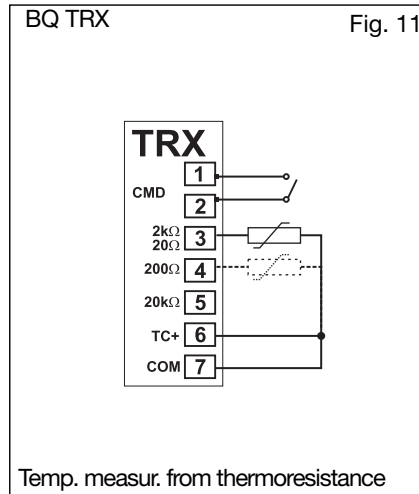 BQ TRX Fig. 11
TRX
1
CMD
2
2kΩ
20Ω 3
200Ω 4
20kΩ 5
TC+ 6
COM 7
Temp. measur. from thermoresistance